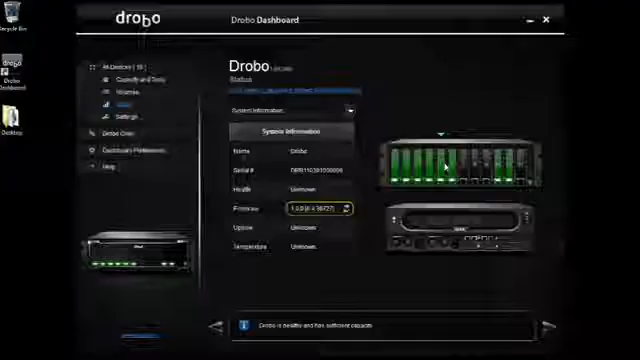 Recycle Bin
drobo
Drobo Dashboard
Drobo
Dashboard
Desktop
All Devices
Capacity and Tools
Volumes
Settings
Dashboard Preferences
Help
Drobo
Status
System Information
System Information
Name Drobo
Serial #
Health Unknown
Firmware
Uptime Unknown
Temperature Unknown
Drobo is healthy and has sufficient capacity